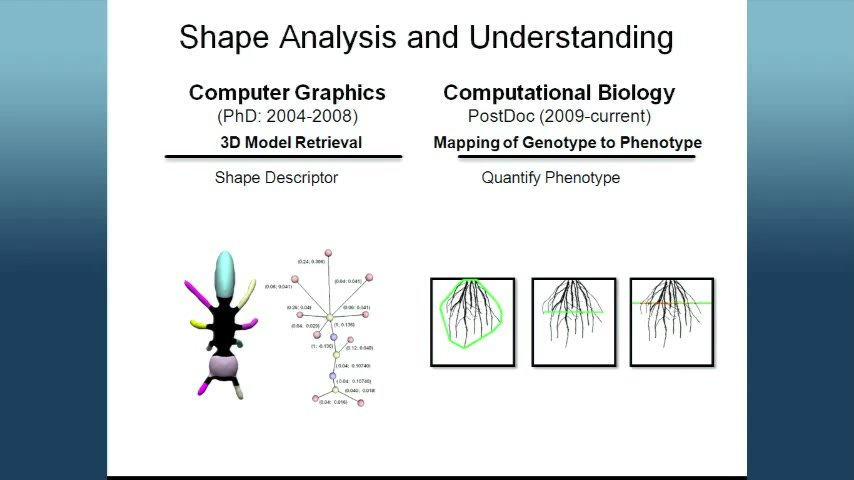 Shape Analysis and Understanding
Computer Graphics
(PhD: 2004-2008)
3D Model Retrieval
Shape Descriptor
Computational Biology
PostDoc (2009-current)
Mapping of Genotype to Phenotype
Quantify Phenotype